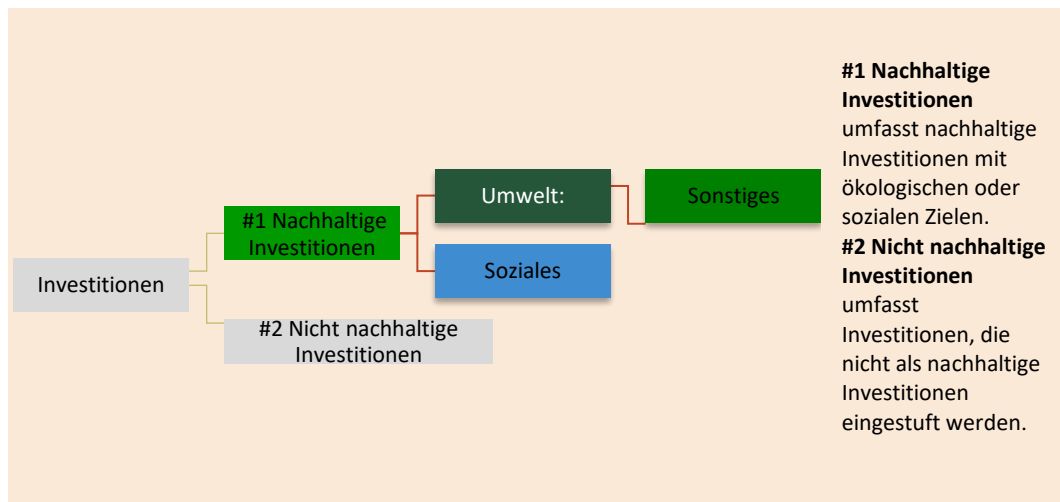 Investitionen
#1 Nachhaltige
Investitionen
#2 Nicht nachhaltige
Investitionen
Umwelt:
Soziales
Sonstiges
#1 Nachhaltige
Investitionen
umfasst nachhaltige
Investitionen mit
ökologischen oder
sozialen Zielen.
#2 Nicht nachhaltige
Investitionen
umfasst
Investitionen, die
nicht als nachhaltige
Investitionen
eingestuft werden.